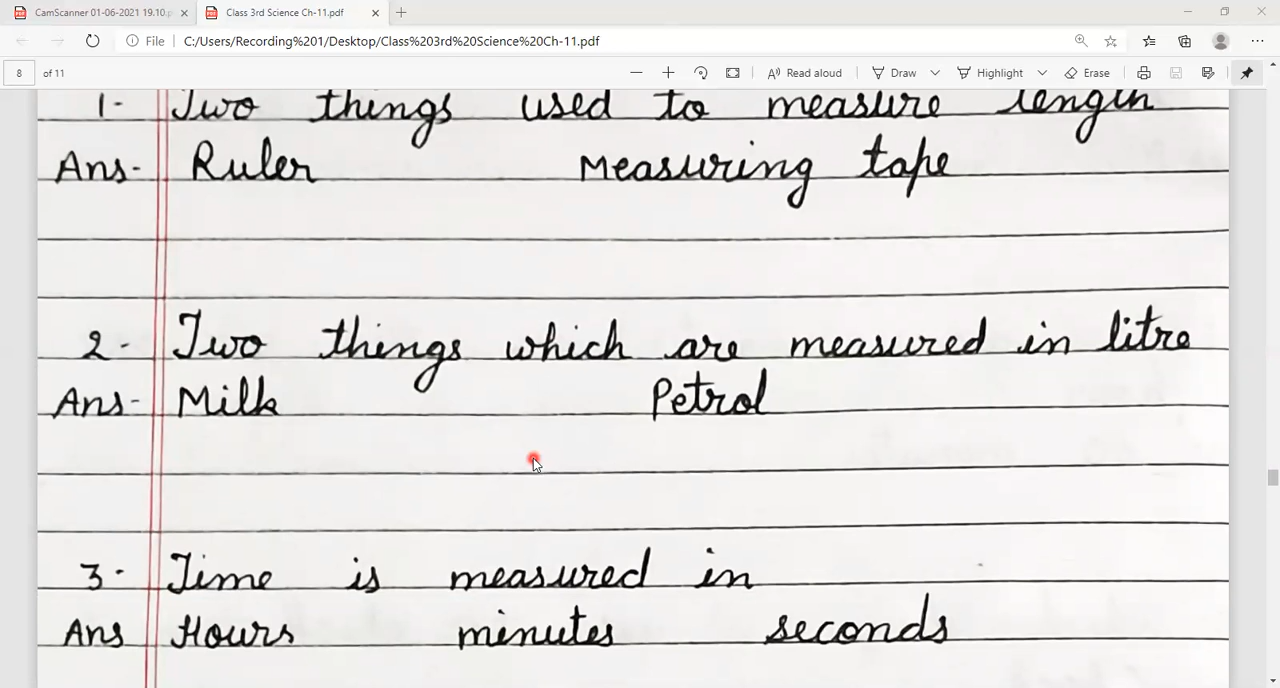 CamScanner 01-06-2021 19.10.p
Class 3rd Science Ch-11.pdf
File C:/Users/Recording%201/Desktop/Class%203rd%20Science%20Ch-11.pdf
8 of 11 Read aloud Draw Highlight Erase
1- Two things used to measure length
Ans- Ruler Measuring tape
2- Two things which are measured in litre
Ans- Milk Petrol
3- Time is measured in
Ans Hours minutes seconds